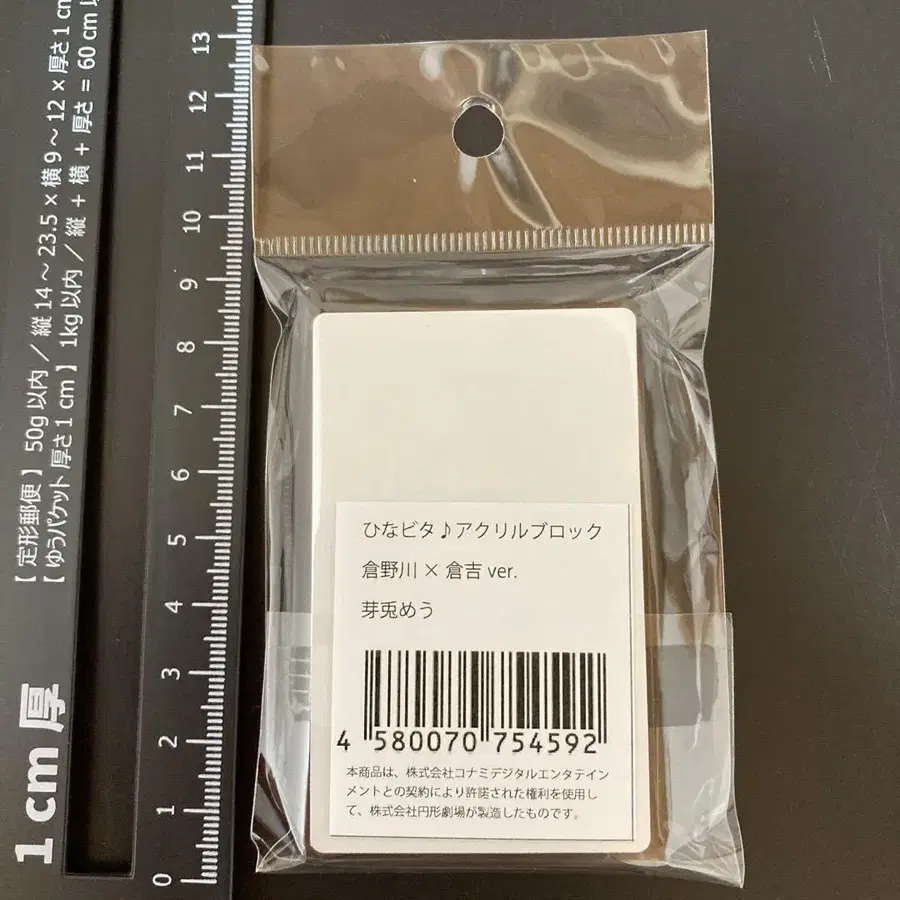 【 定形郵便 】 50g 以内 ／ 縦 14 ～ 23.5 × 横 9 ～ 12 × 厚さ 1 cm
【 ゆうパケット 厚さ 1 cm 】 1kg 以内 ／ 縦 ＋ 横 ＋ 厚さ = 60 cm
1 cm 厚
13
12
11
10
9
8
7
6
5
4
3
2
1
0
ひなビタ♪アクリルブロック
倉野川 × 倉吉 ver.
芽兎めう
4 580070 754592
本商品は、株式会社コナミデジタルエンタテイン
メントとの契約により許諾された権利を使用し
て、株式会社円形劇場が製造したものです。